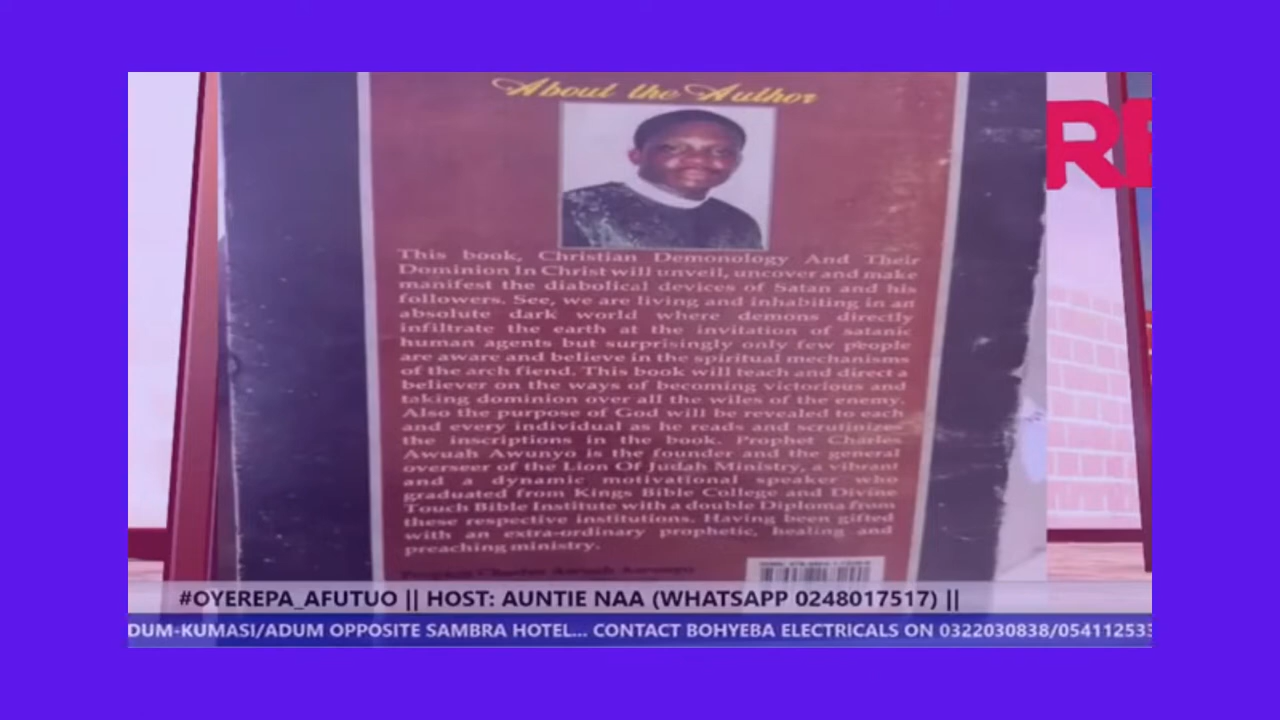 About the Author
RE
This book, Christian Demonology And Their
Dominion In Christ will unveil, uncover and make
manifest the diabolical devices of Satan and his
followers. See, we are living and inhabiting in an
absolute dark world where demons directly
infiltrate the earth at the invitation of satanic
human agents but surprisingly only few people
are aware and believe in the spiritual mechanisms
of the arch fiend. This book will teach and direct a
believer on the ways of becoming victorious and
taking dominion over all the wiles of the enemy.
Also the purpose of God will be revealed to each
and every individual as he reads and scrutinizes
the inscriptions in the book. Prophet Charles
Awuah Awunyo is the founder and the general
overseer of the Lion Of Judah Ministry, a vibrant
and a dynamic motivational speaker who
graduated from Kings Bible College and Divine
Touch Bible Institute with a double Diploma from
these respective institutions. Having been gifted
with an extra-ordinary prophetic, healing and
preaching ministry.
Prophet Charles Awuah Awunyo
#OYEREPA_AFUTUO || HOST: AUNTIE NAA (WHATSAPP 0248017517) ||
DUM-KUMASI/ADUM OPPOSITE SAMBRA HOTEL... CONTACT BOHYEBA ELECTRICALS ON 0322030838/054112533